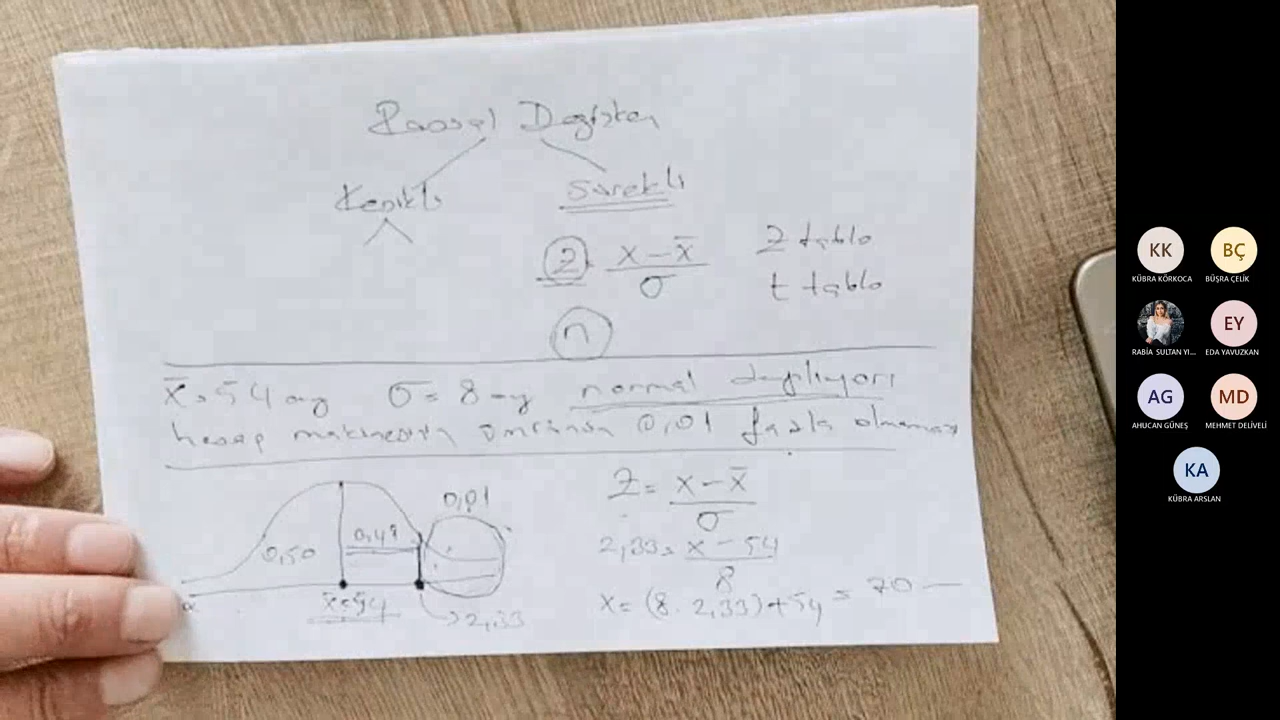 Rassal Değişken
Kesikli
Sürekli
Z = x - x̄ / σ
Z tablo
t tablo
n
x̄ = 54 ay σ = 8 ay normal dağılıyor
hesap makinesinin ömrünün 0,01 fazla olmaması
0,01
0,50
0,49
x̄=54
2,33
Z = x - x̄ / σ
2,33 = x - 54 / 8
x = (8 . 2,33) + 54 = 70
KK
KÜBRA KÖRKOCA
BÇ
BÜŞRA ÇELİK
RABİA SULTAN YI...
EY
EDA YAVUZKAN
AG
AHUCAN GÜNEŞ
MD
MEHMET DELİVELİ
KA
KÜBRA ARSLAN